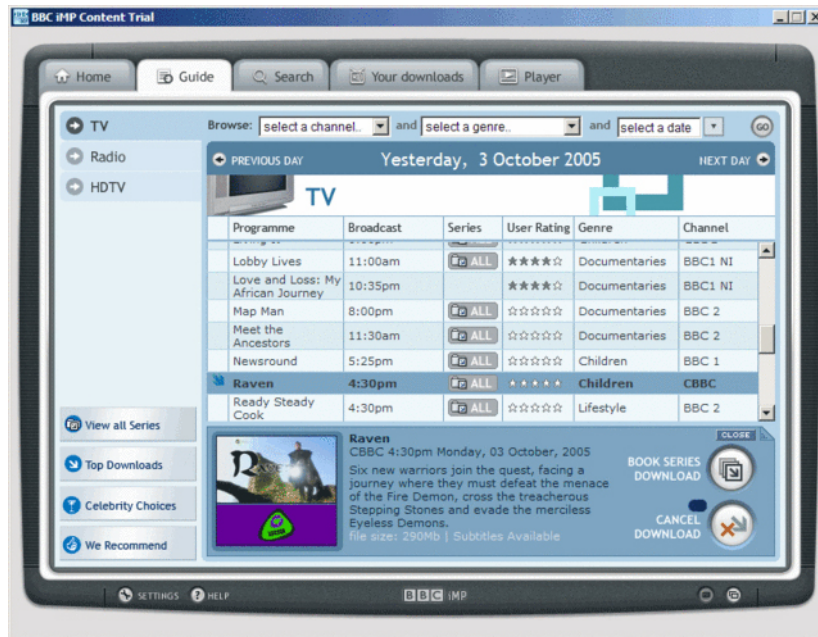 BBC iMP Content Trial
Home Guide Search Your downloads Player
TV
Radio
HDTV
Browse: select a channel.. and select a genre.. and select a date GO
PREVIOUS DAY Yesterday, 3 October 2005 NEXT DAY
TV
Programme Broadcast Series User Rating Genre Channel
Lobby Lives 11:00am ALL Documentaries BBC1 NI
Love and Loss: My
African Journey 10:35pm Documentaries BBC1 NI
Map Man 8:00pm ALL Documentaries BBC 2
Meet the
Ancestors 11:30am ALL Documentaries BBC 2
Newsround 5:25pm ALL Children BBC 1
Raven 4:30pm ALL Children CBBC
Ready Steady
Cook 4:30pm ALL Lifestyle BBC 2
View all Series
Top Downloads
Celebrity Choices
We Recommend
CLOSE
Raven
CBBC 4:30pm Monday, 03 October, 2005
Six new warriors join the quest, facing a
journey where they must defeat the menace
of the Fire Demon, cross the treacherous
Stepping Stones and evade the merciless
Eyeless Demons.
file size: 290Mb | Subtitles Available
BOOK SERIES
DOWNLOAD
CANCEL
DOWNLOAD
SETTINGS ? HELP BBC iMP